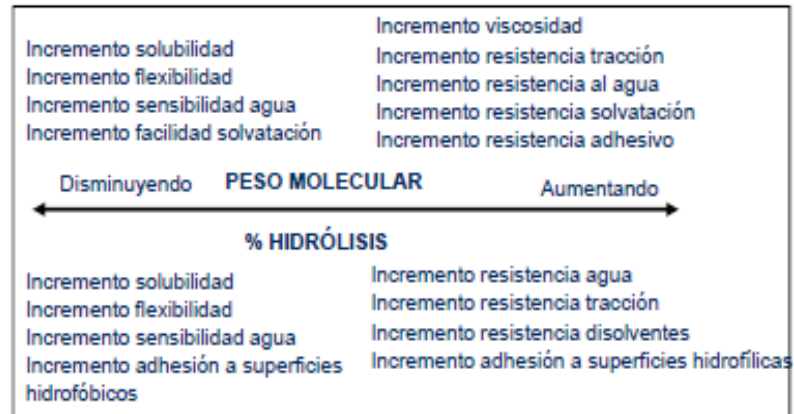 Incremento solubilidad
Incremento flexibilidad
Incremento sensibilidad agua
Incremento facilidad solvatación
Incremento viscosidad
Incremento resistencia tracción
Incremento resistencia al agua
Incremento resistencia solvatación
Incremento resistencia adhesivo
Disminuyendo PESO MOLECULAR Aumentando
% HIDRÓLISIS
Incremento solubilidad
Incremento flexibilidad
Incremento sensibilidad agua
Incremento adhesión a superficies
hidrofóbicos
Incremento resistencia agua
Incremento resistencia tracción
Incremento resistencia disolventes
Incremento adhesión a superficies hidrofílicas